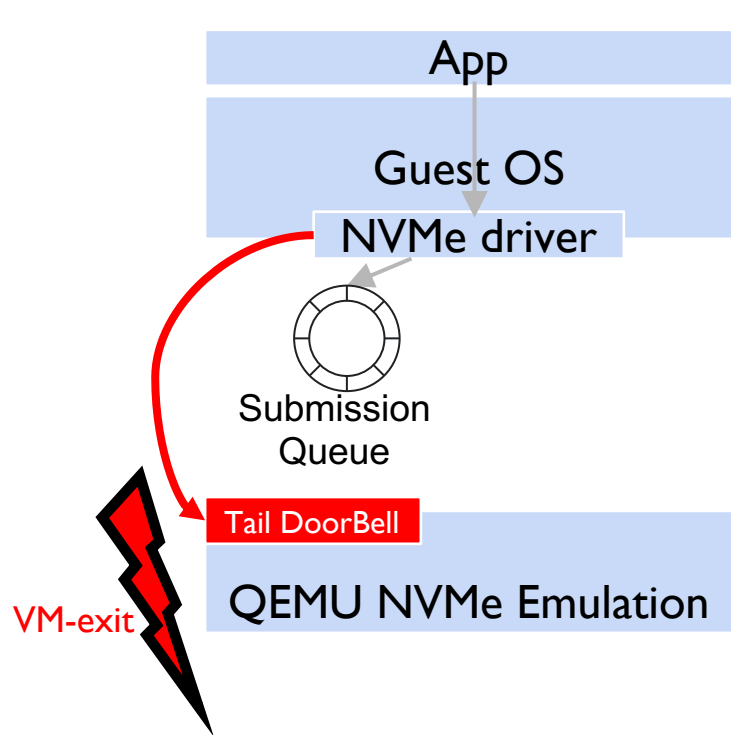 App
Guest OS
NVMe driver
Submission
Queue
Tail DoorBell
QEMU NVMe Emulation
VM-exit